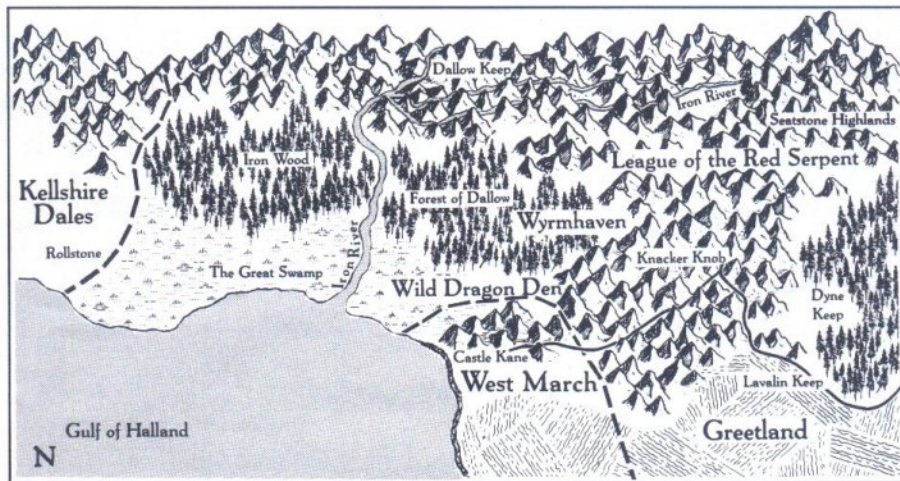 Dallow Keep
Iron River
Seatstone Highlands
Iron Wood
League of the Red Serpent
Kellshire
Dales
Forest of Dallow
Wyrmhaven
Rollstone
Knacker Knob
The Great Swamp
Iron River
Wild Dragon Den
Dyne
Keep
Castle Kane
West March
Lavalin Keep
Gulf of Halland
Greetland
N